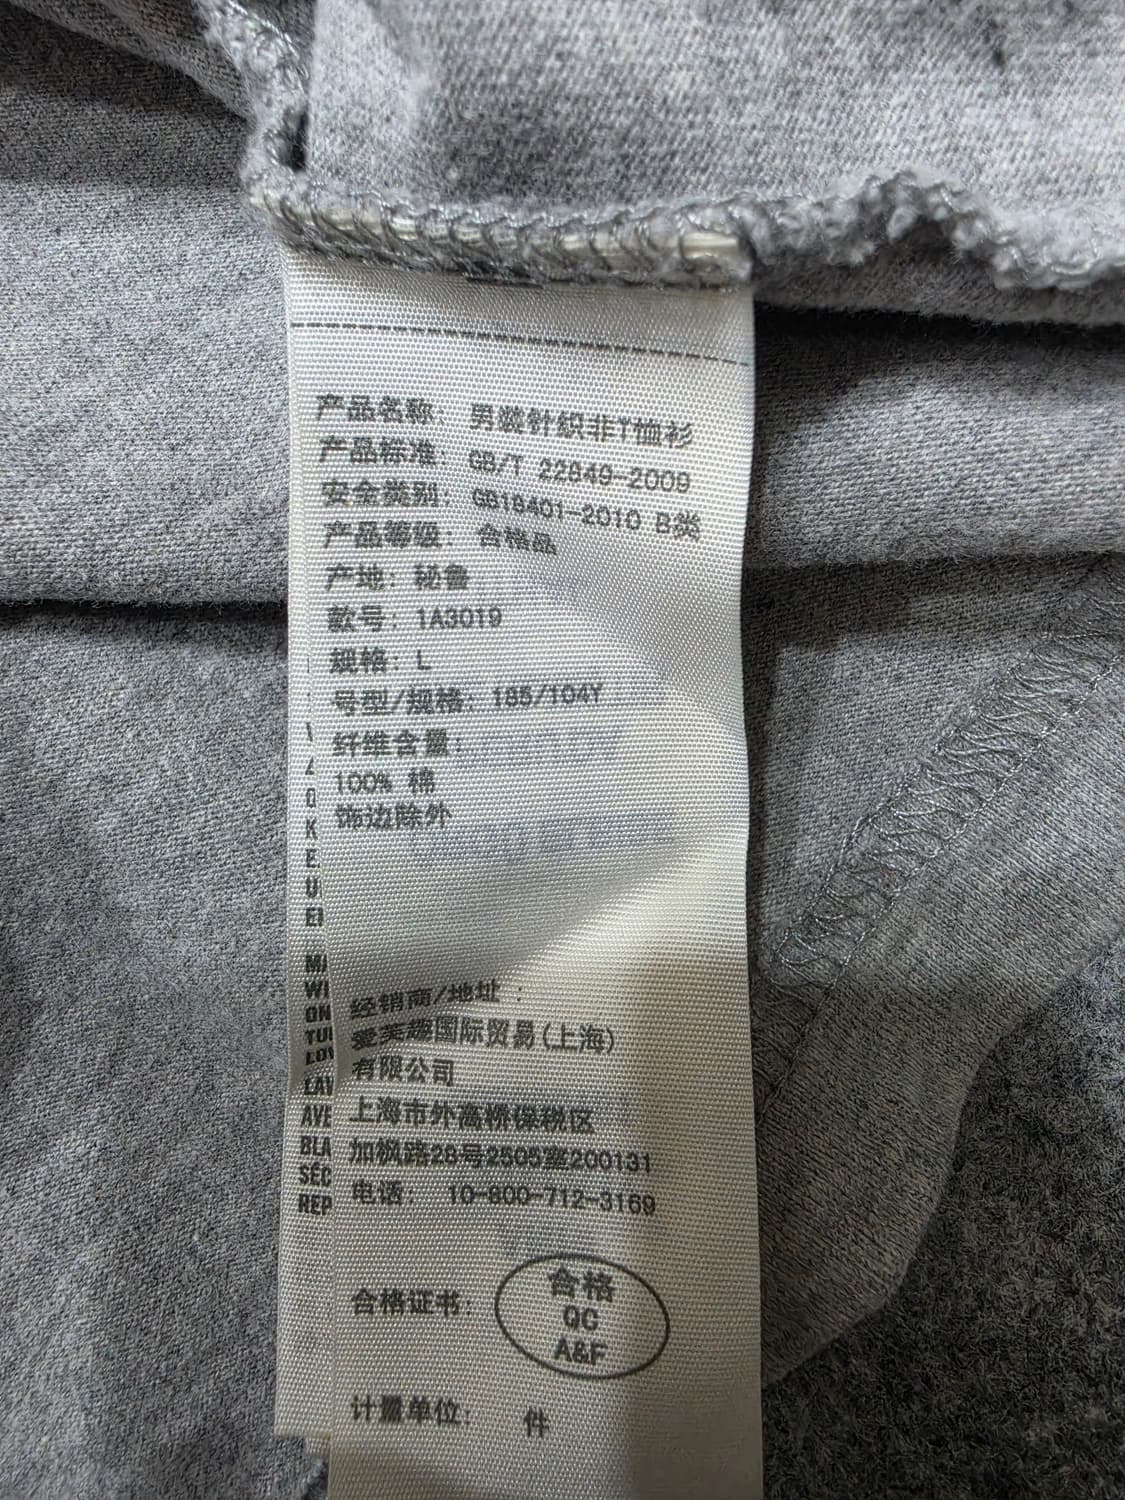 产品名称: 男装针织非T恤衫
产品标准: GB/T 22849-2009
安全类别: GB18401-2010 B类
产品等级: 合格品
产地: 秘鲁
款号: 1A3019
规格: L
号型/规格: 185/104Y
纤维含量:
100% 棉
饰边除外
经销商/地址 :
爱芙趣国际贸易(上海)
有限公司
上海市外高桥保税区
加枫路28号2505室200131
电话: 10-800-712-3169
合格证书:
合格
QC
A&F
计量单位: 件